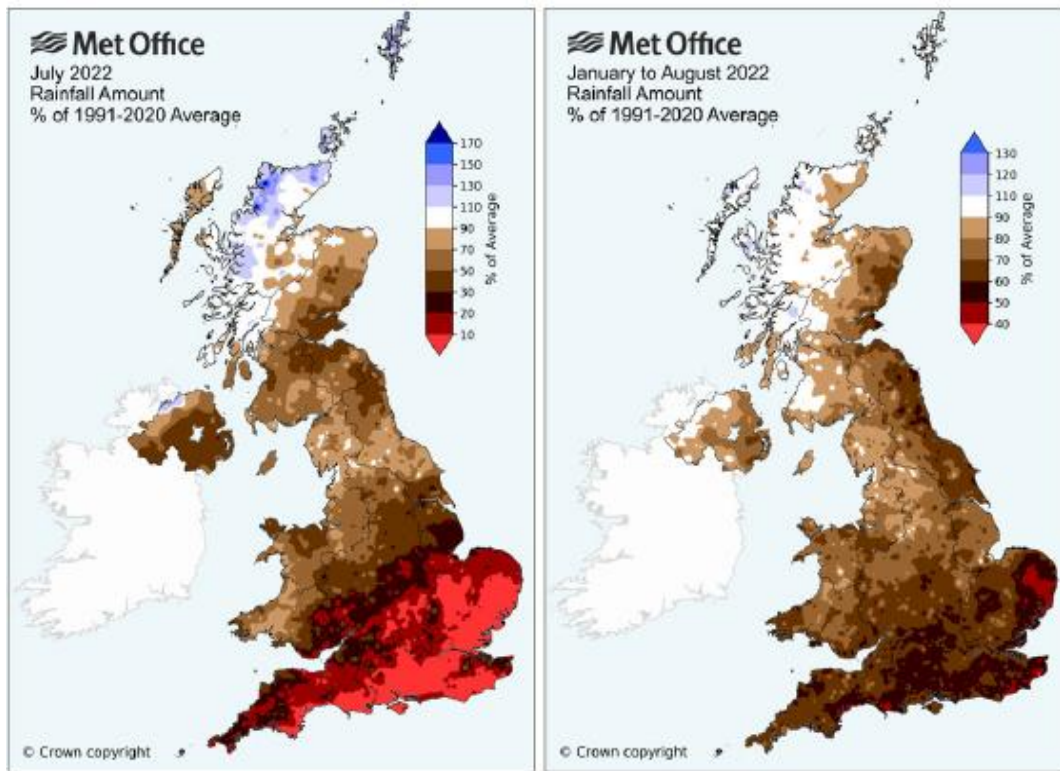 Met Office
July 2022
Rainfall Amount
% of 1991-2020 Average
170
150
130
110
90
70
50
30
20
10
% of Average
© Crown copyright
Met Office
January to August 2022
Rainfall Amount
% of 1991-2020 Average
130
120
110
90
80
70
60
50
40
% of Average
© Crown copyright